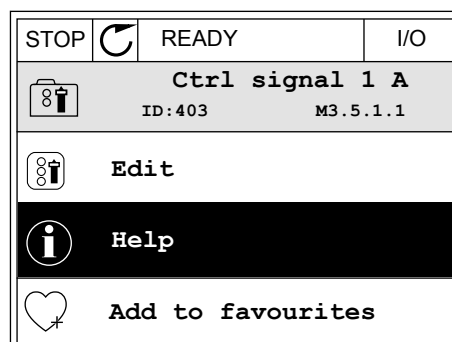 STOP READY I/O
Ctrl signal 1 A
ID:403 M3.5.1.1
Edit
Help
Add to favourites